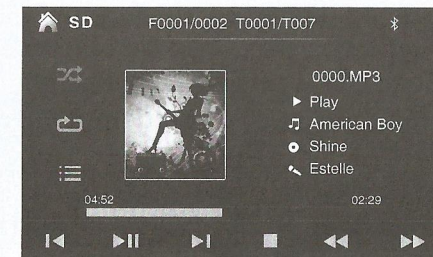 SD F0001/0002 T0001/T007
0000.MP3
Play
American Boy
Shine
Estelle
04:52 02:29